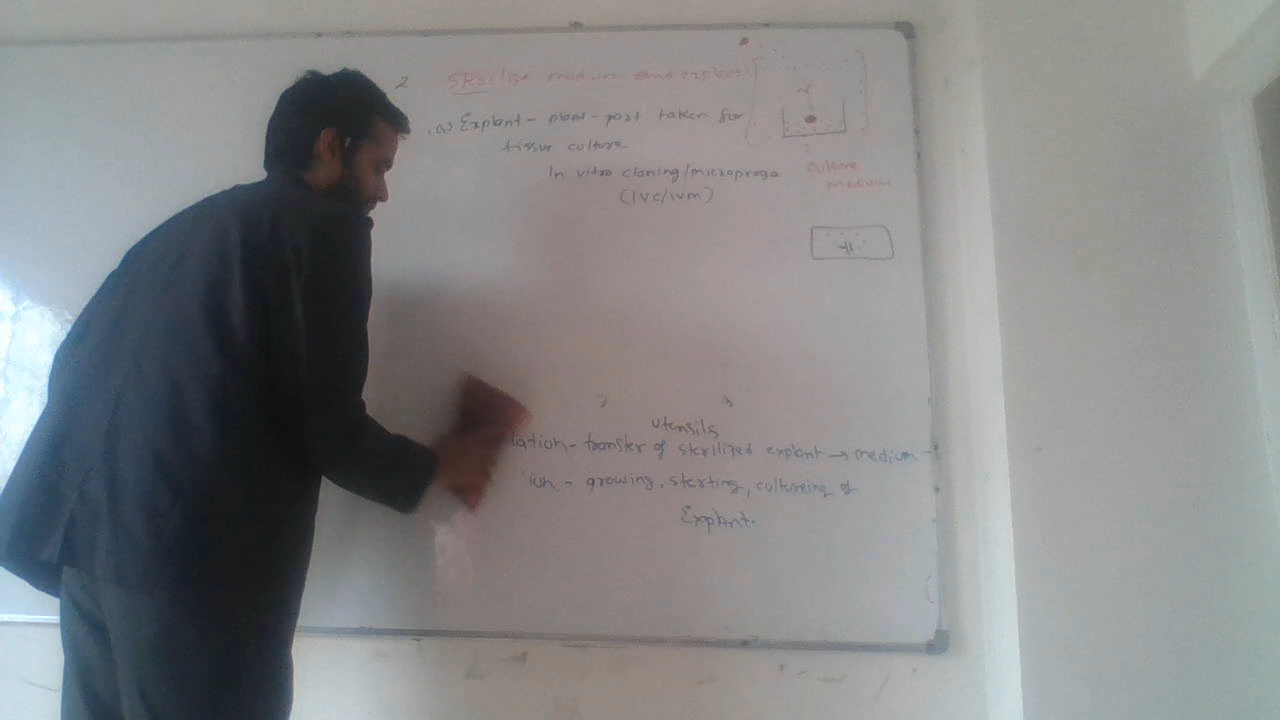 2 Sterilize medium and explant
(a) Explant - plant-part taken for
tissue culture
In vitro cloning/micropropa
(IVC/IVM)
culture
medium
utensils
lation - transfer of sterilized explant → medium -
ion - growing, starting, cultureing of
Explant.